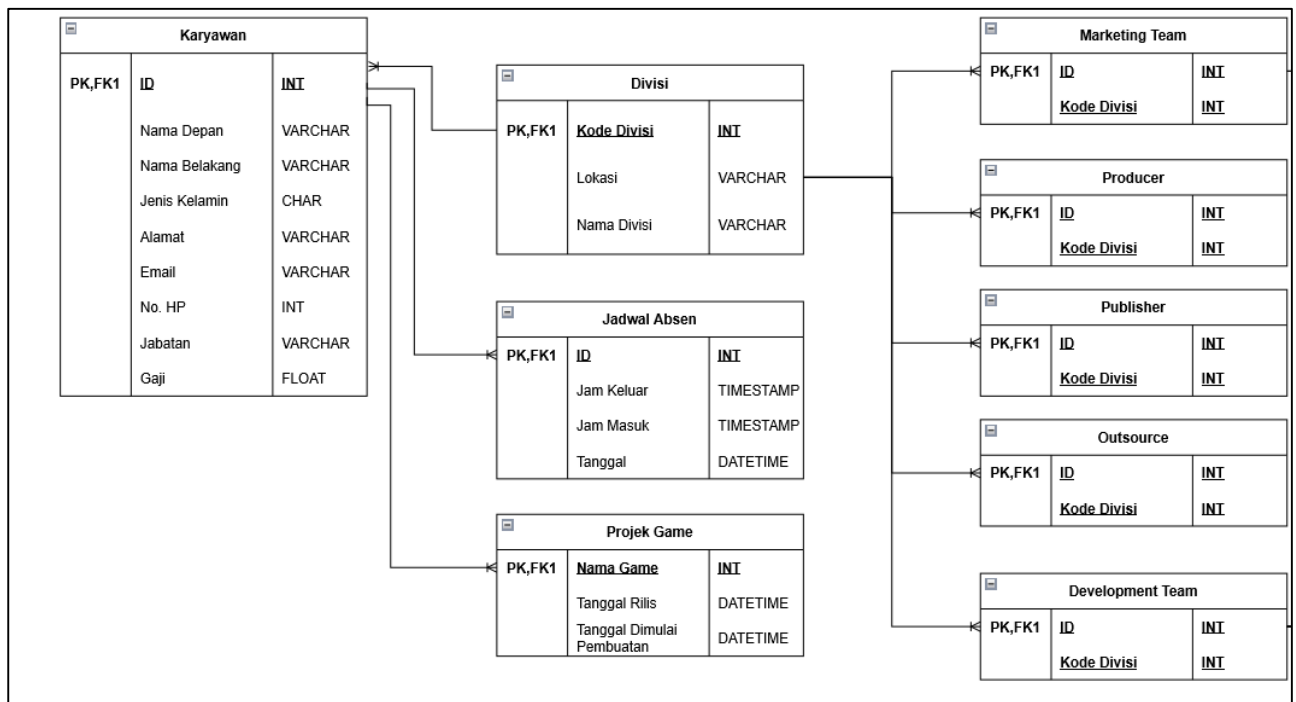 Karyawan
PK,FK1 ID INT
Nama Depan VARCHAR
Nama Belakang VARCHAR
Jenis Kelamin CHAR
Alamat VARCHAR
Email VARCHAR
No. HP INT
Jabatan VARCHAR
Gaji FLOAT
Divisi
PK,FK1 Kode Divisi INT
Lokasi VARCHAR
Nama Divisi VARCHAR
Jadwal Absen
PK,FK1 ID INT
Jam Keluar TIMESTAMP
Jam Masuk TIMESTAMP
Tanggal DATETIME
Projek Game
PK,FK1 Nama Game INT
Tanggal Rilis DATETIME
Tanggal Dimulai
Pembuatan DATETIME
Marketing Team
PK,FK1 ID INT
Kode Divisi INT
Producer
PK,FK1 ID INT
Kode Divisi INT
Publisher
PK,FK1 ID INT
Kode Divisi INT
Outsource
PK,FK1 ID INT
Kode Divisi INT
Development Team
PK,FK1 ID INT
Kode Divisi INT